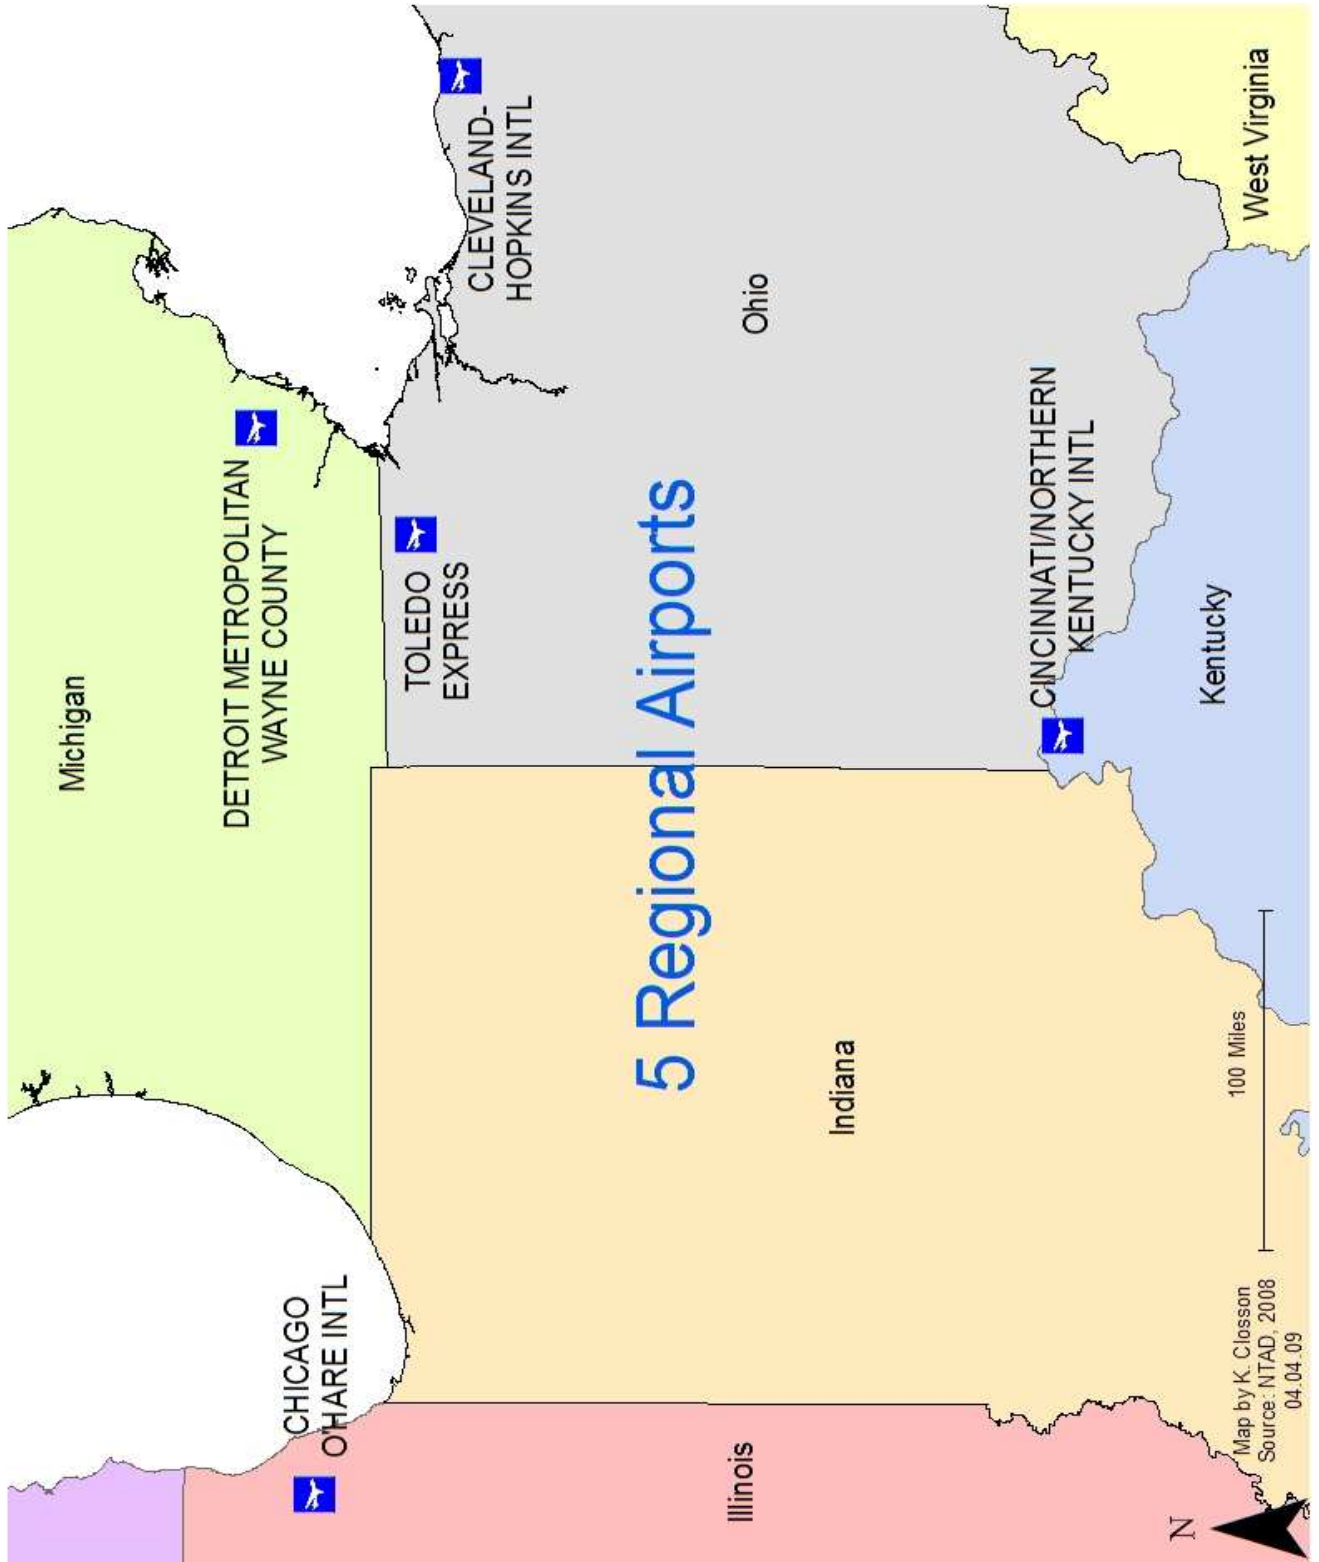 Michigan
DETROIT METROPOLITAN
WAYNE COUNTY
CHICAGO
O'HARE INTL
TOLEDO
EXPRESS
CLEVELAND-
HOPKINS INTL
5 Regional Airports
Illinois
Indiana
Ohio
CINCINNATI/NORTHERN
KENTUCKY INTL
Kentucky
West Virginia
N
100 Miles
Map by K. Closson
Source: NTAD, 2008
04.04.09